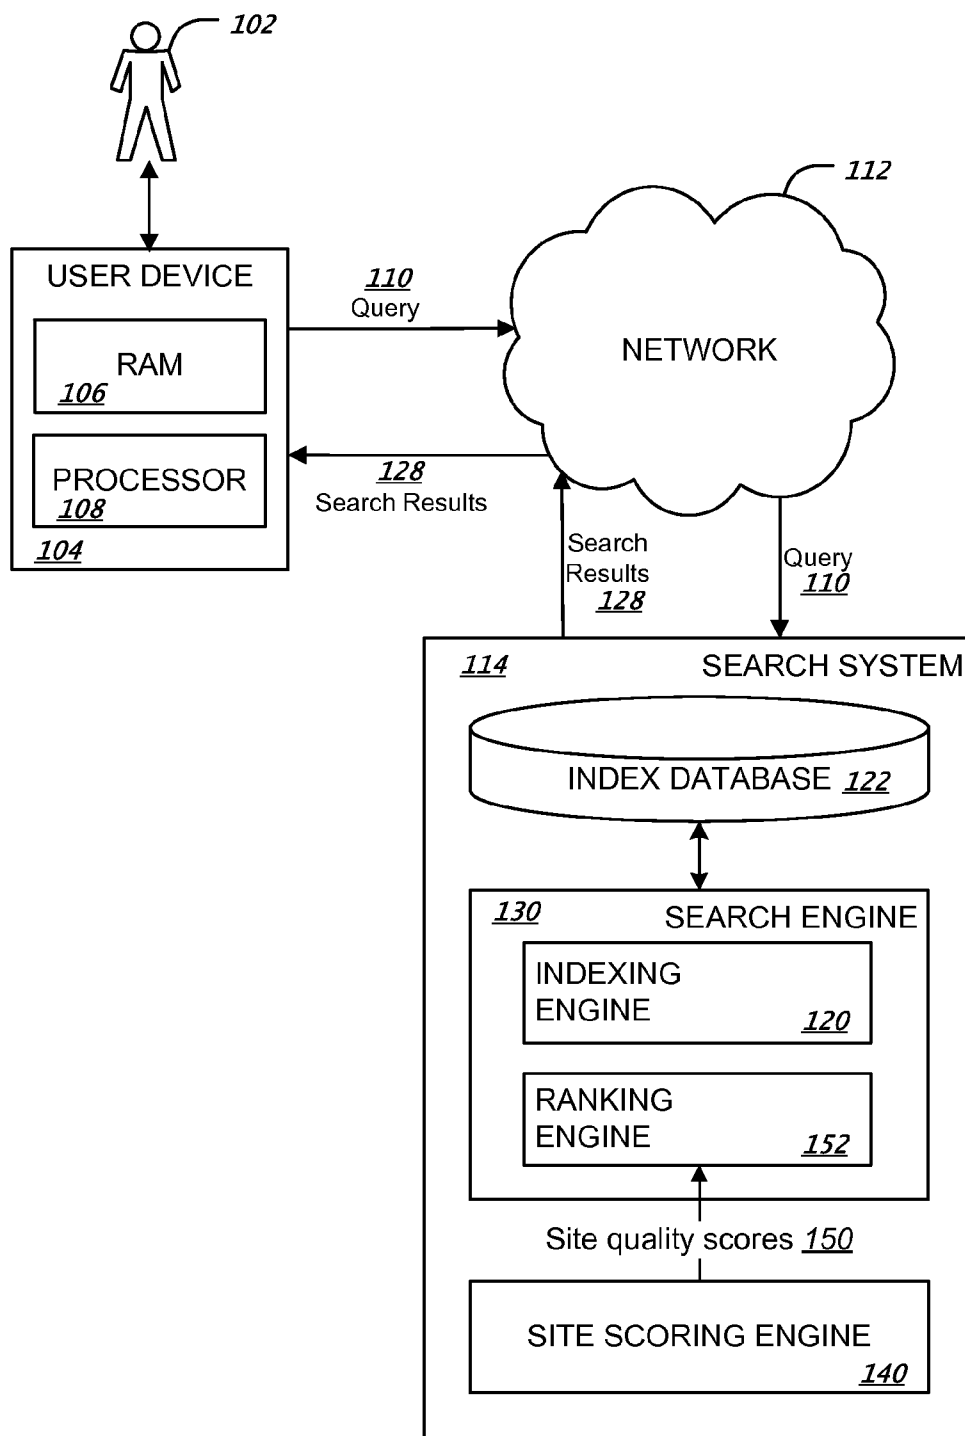 102
112
USER DEVICE
RAM
106
PROCESSOR
108
104
110
Query
128
Search Results
NETWORK
Search
Results
128
Query
110
114
SEARCH SYSTEM
INDEX DATABASE 122
130
SEARCH ENGINE
INDEXING
ENGINE
120
RANKING
ENGINE
152
Site quality scores 150
SITE SCORING ENGINE
140